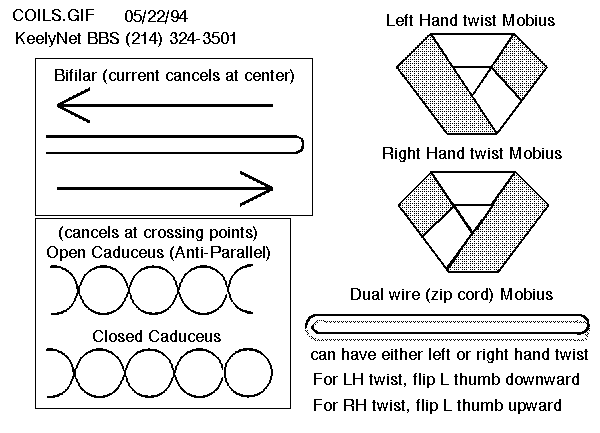 COILS.GIF 05/22/94
KeelyNet BBS (214) 324-3501
Bifilar (current cancels at center)
(cancels at crossing points)
Open Caduceus (Anti-Parallel)
Closed Caduceus
Left Hand twist Mobius
Right Hand twist Mobius
Dual wire (zip cord) Mobius
can have either left or right hand twist
For LH twist, flip L thumb downward
For RH twist, flip L thumb upward